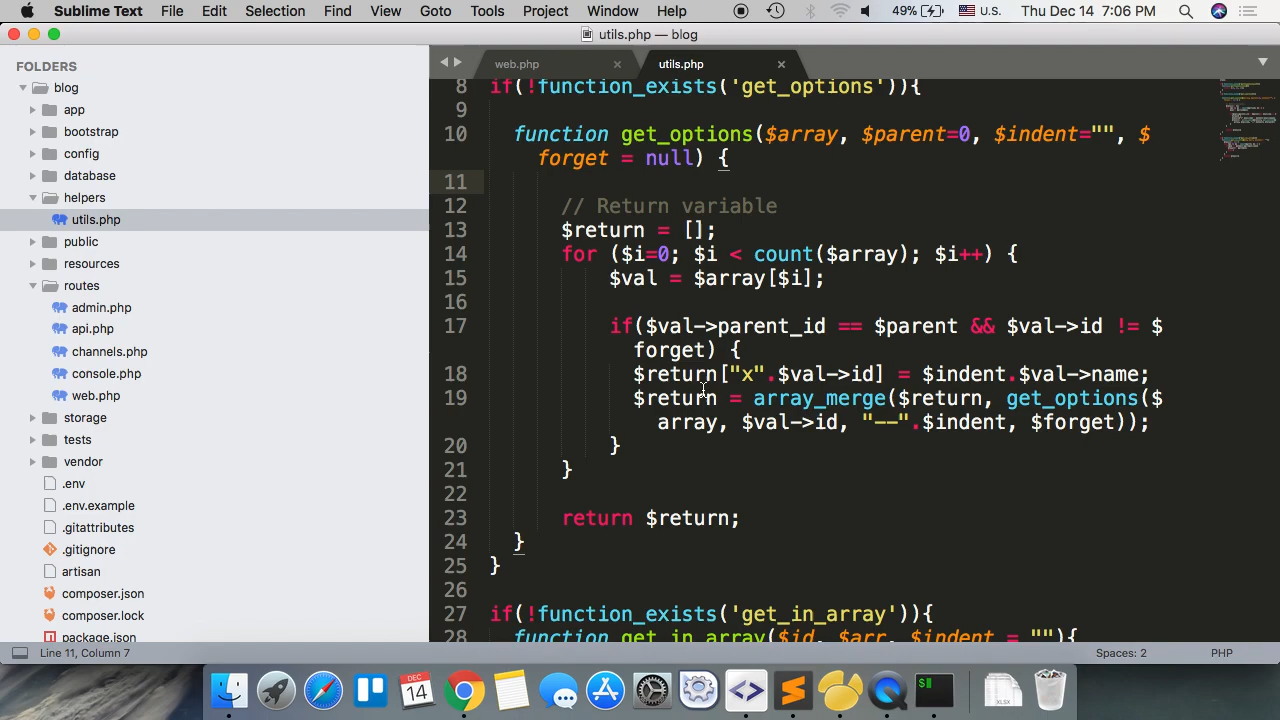 Sublime Text File Edit Selection Find View Goto Tools Project Window Help 49% U.S. Thu Dec 14 7:06 PM
utils.php — blog
FOLDERS
blog
app
bootstrap
config
database
helpers
utils.php
public
resources
routes
admin.php
api.php
channels.php
console.php
web.php
storage
tests
vendor
.env
.env.example
.gitattributes
.gitignore
artisan
composer.json
composer.lock
package.json
web.php utils.php
8 if(!function_exists('get_options')){
9
10 function get_options($array, $parent=0, $indent="", $
forget = null) {
11
12 // Return variable
13 $return = [];
14 for ($i=0; $i < count($array); $i++) {
15 $val = $array[$i];
16
17 if($val->parent_id == $parent && $val->id != $
forget) {
18 $return["x".$val->id] = $indent.$val->name;
19 $return = array_merge($return, get_options($
array, $val->id, "--".$indent, $forget));
20 }
21 }
22
23 return $return;
24 }
25 }
26
27 if(!function_exists('get_in_array')){
28 function get_in_array($id, $arr, $indent = ""){
Line 11, Column 7 Spaces: 2 PHP
DEC
14
XLSX